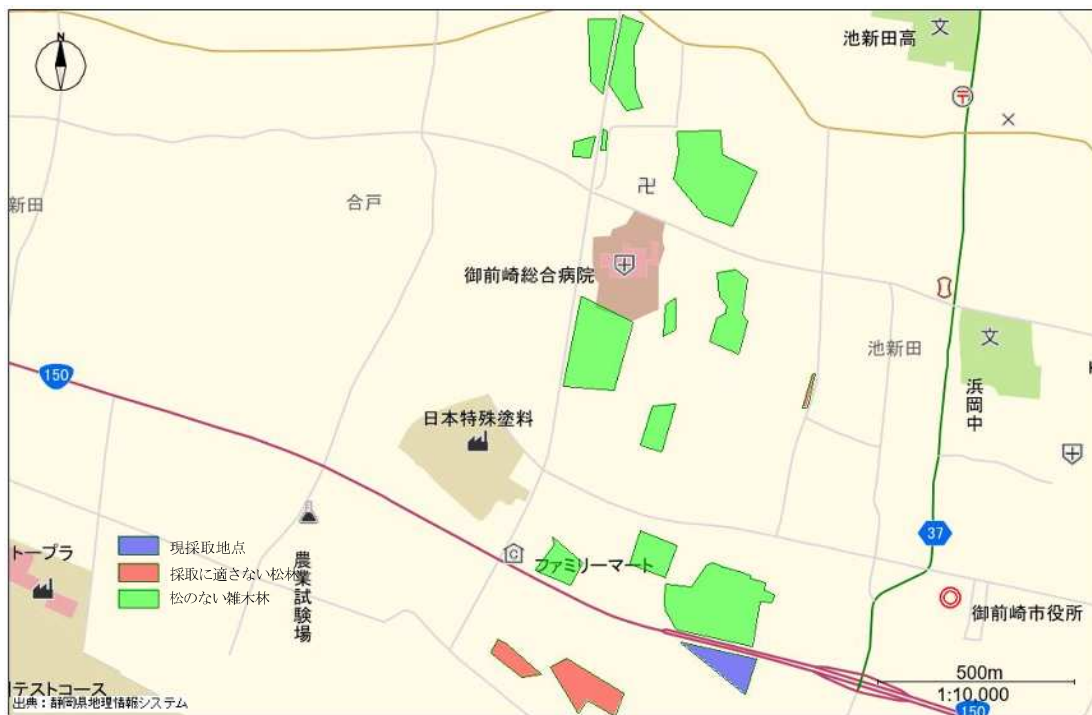 N
池新田高
文
新田
合戸
卍
御前崎総合病院
池新田
文
浜岡中
150
日本特殊塗料
37
トープラ
現採取地点
採取に適さない松林
松のない雑木林
農業試験場
C
ファミリーマート
御前崎市役所
テストコース
出典：静岡県地理情報システム
500m
1:10,000
150